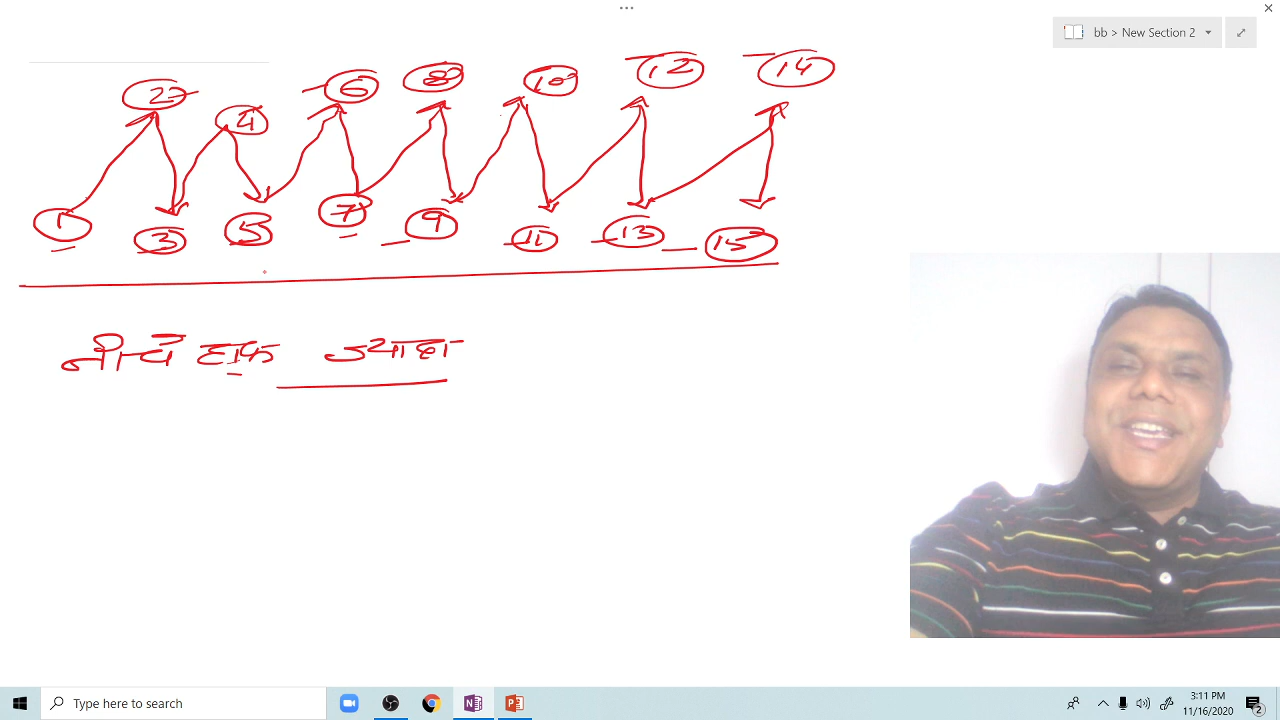 bb > New Section 2
2 4 6 8 10 12 14
1 3 5 7 9 11 13 15
नीचे हाफ ज्यादा
Type here to search
3:11 PM
11/16/2020
2